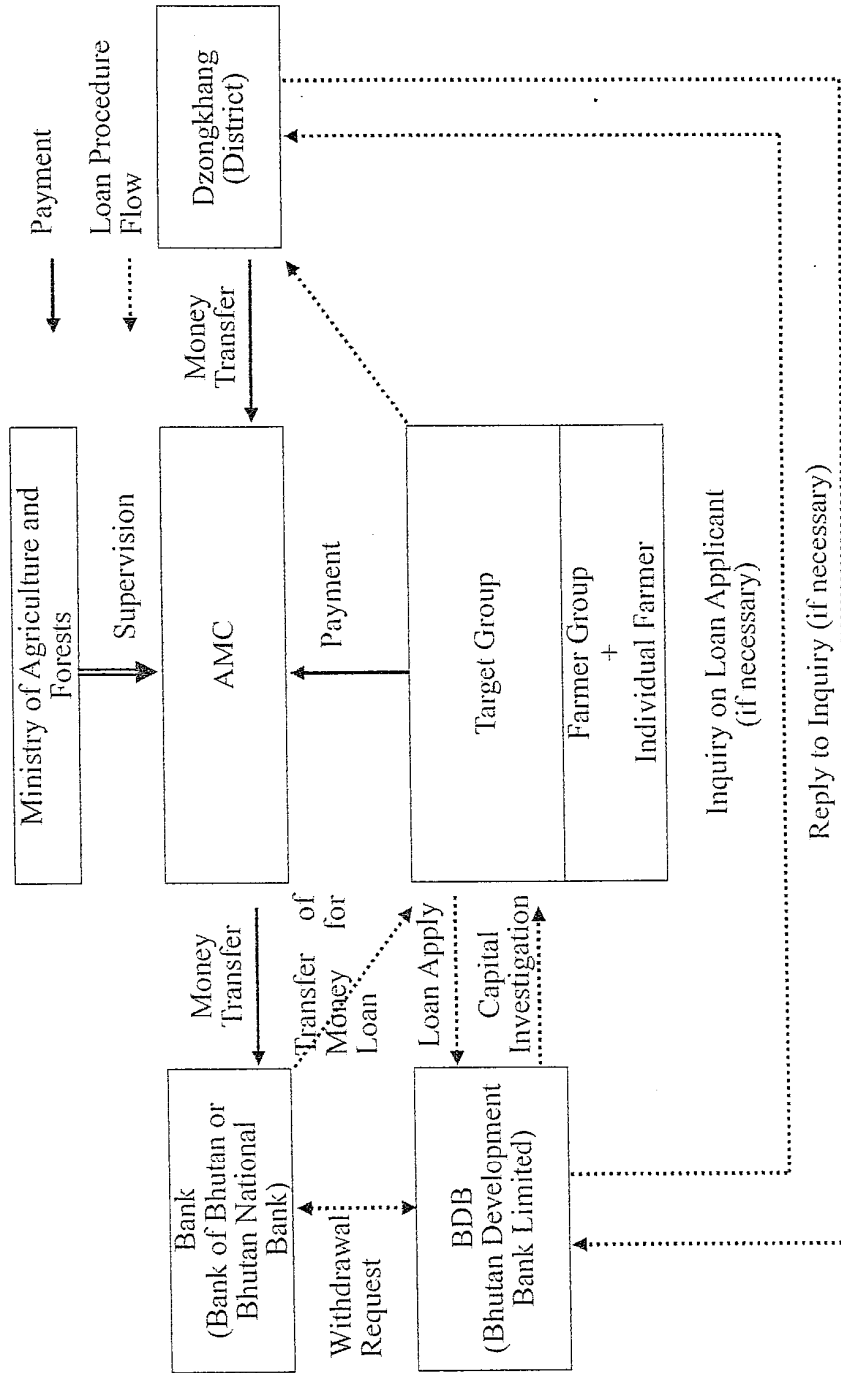 Ministry of Agriculture and
Forests
Payment
Loan Procedure
Flow
Supervision
Bank
(Bank of Bhutan or
Bhutan National
Bank)
Money
Transfer
AMC
Money
Transfer
Dzongkhang
(District)
Withdrawal
Request
Transfer of
Money for
Loan
Payment
BDB
(Bhutan Development
Bank Limited)
Loan Apply
Capital
Investigation
Target Group
Farmer Group
+
Individual Farmer
Inquiry on Loan Applicant
(if necessary)
Reply to Inquiry (if necessary)